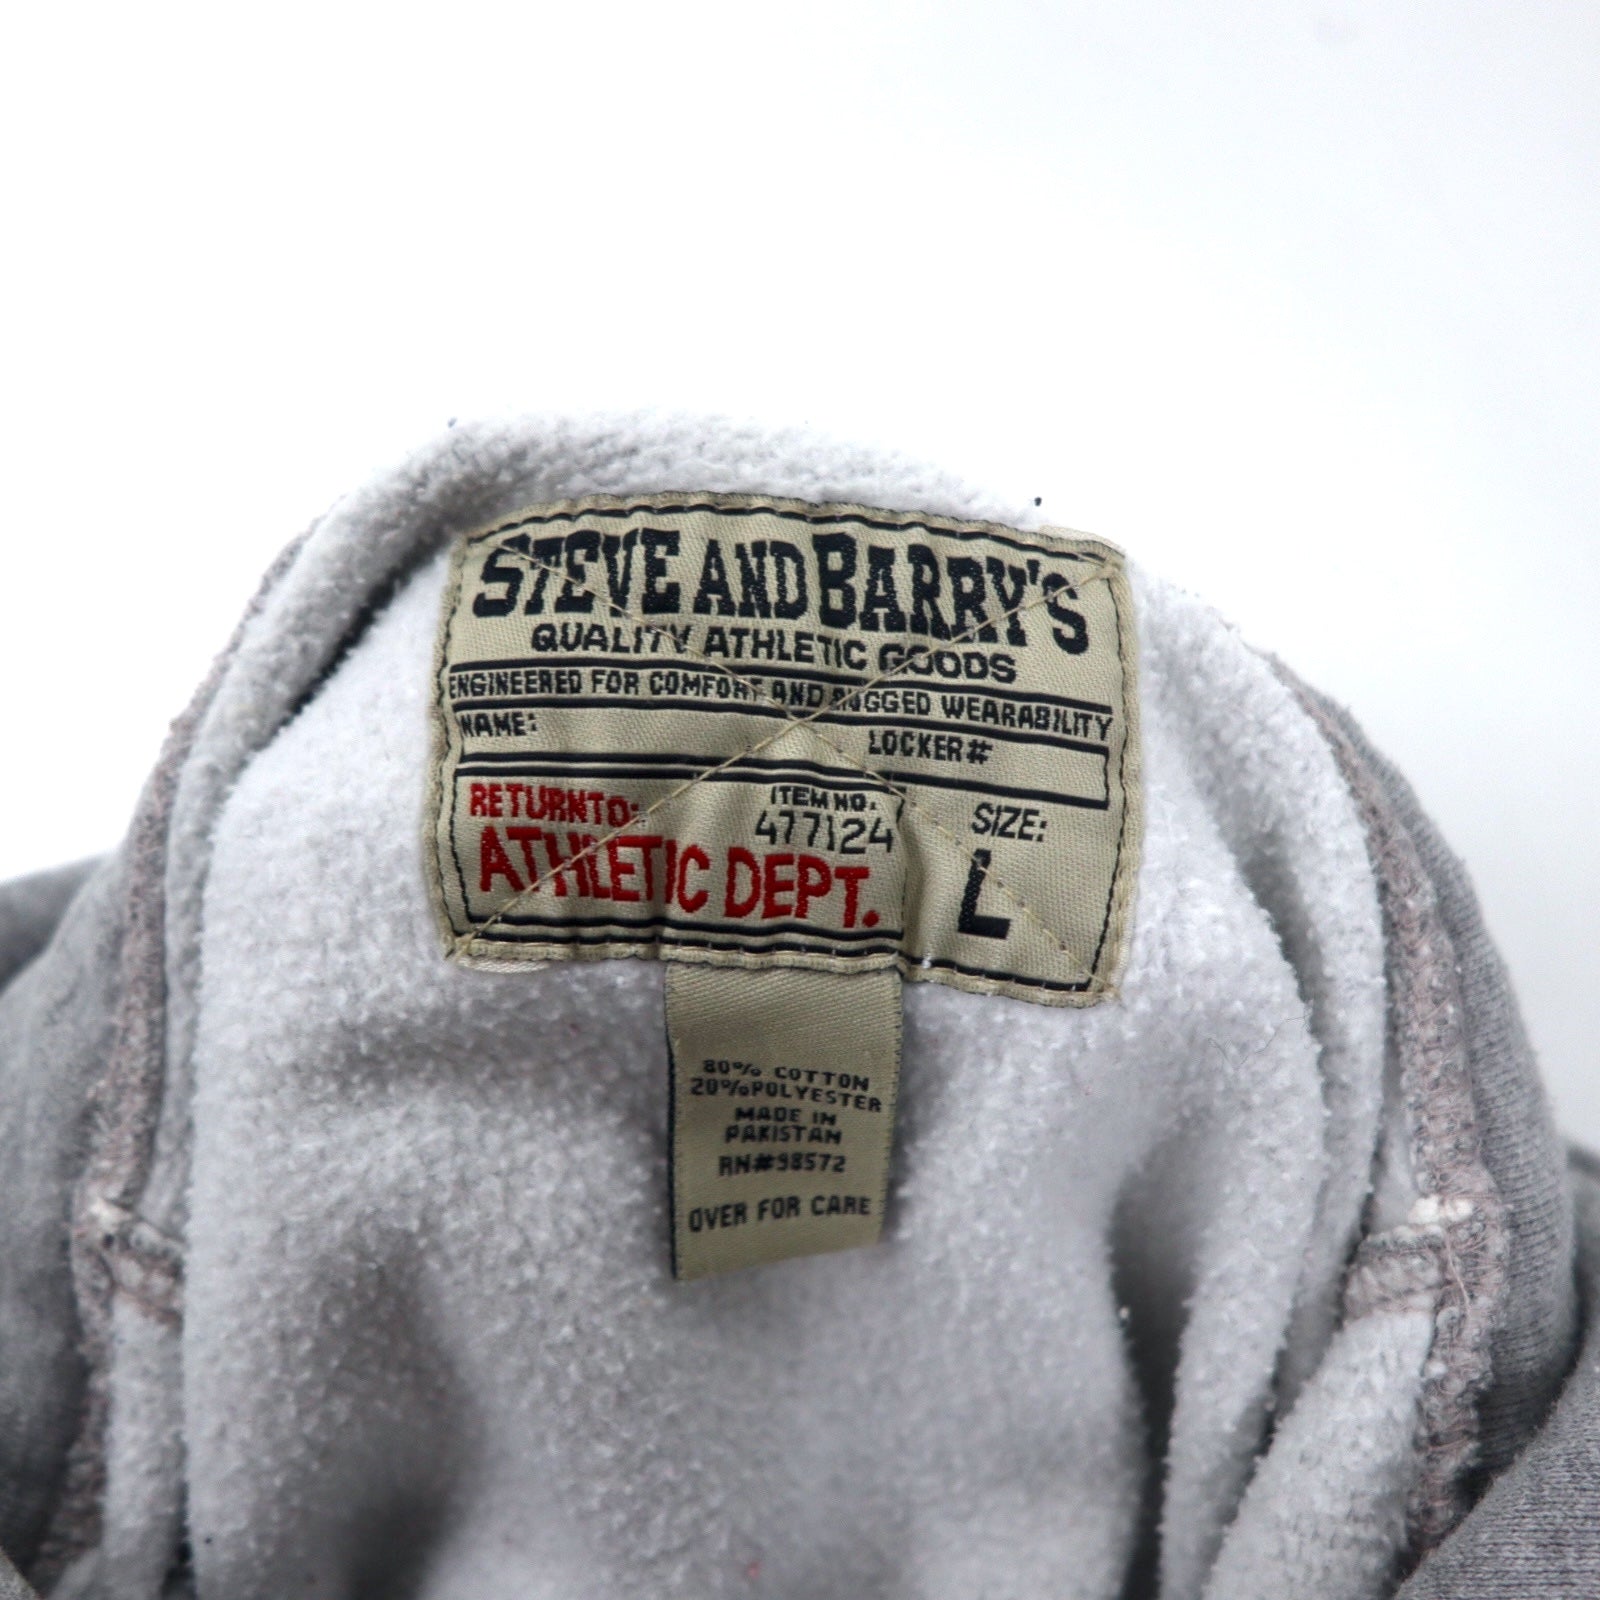 STEVE AND BARRY'S
QUALITY ATHLETIC GOODS
ENGINEERED FOR COMFORT AND RUGGED WEARABILITY
NAME:
LOCKER#
RETURN TO:
ATHLETIC DEPT.
ITEM NO.
477124
SIZE:
L
80% COTTON
20% POLYESTER
MADE IN
PAKISTAN
RN#98572
OVER FOR CARE